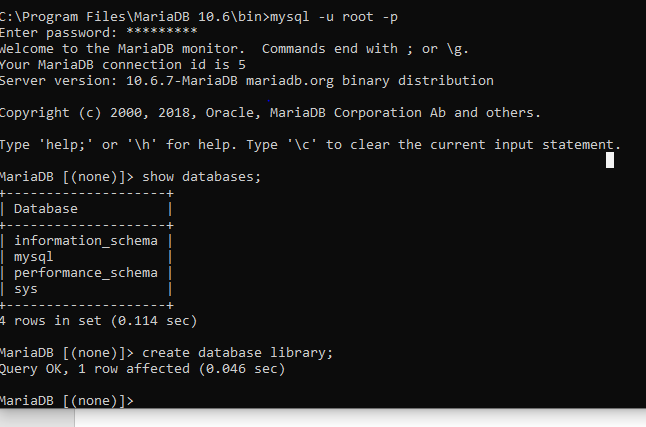 C:\Program Files\MariaDB 10.6\bin>mysql -u root -p
Enter password: *********
Welcome to the MariaDB monitor.  Commands end with ; or \g.
Your MariaDB connection id is 5
Server version: 10.6.7-MariaDB mariadb.org binary distribution

Copyright (c) 2000, 2018, Oracle, MariaDB Corporation Ab and others.

Type 'help;' or '\h' for help. Type '\c' to clear the current input statement.

MariaDB [(none)]> show databases;
+--------------------+
| Database           |
+--------------------+
| information_schema |
| mysql              |
| performance_schema |
| sys                |
+--------------------+
4 rows in set (0.114 sec)

MariaDB [(none)]> create database library;
Query OK, 1 row affected (0.046 sec)

MariaDB [(none)]>